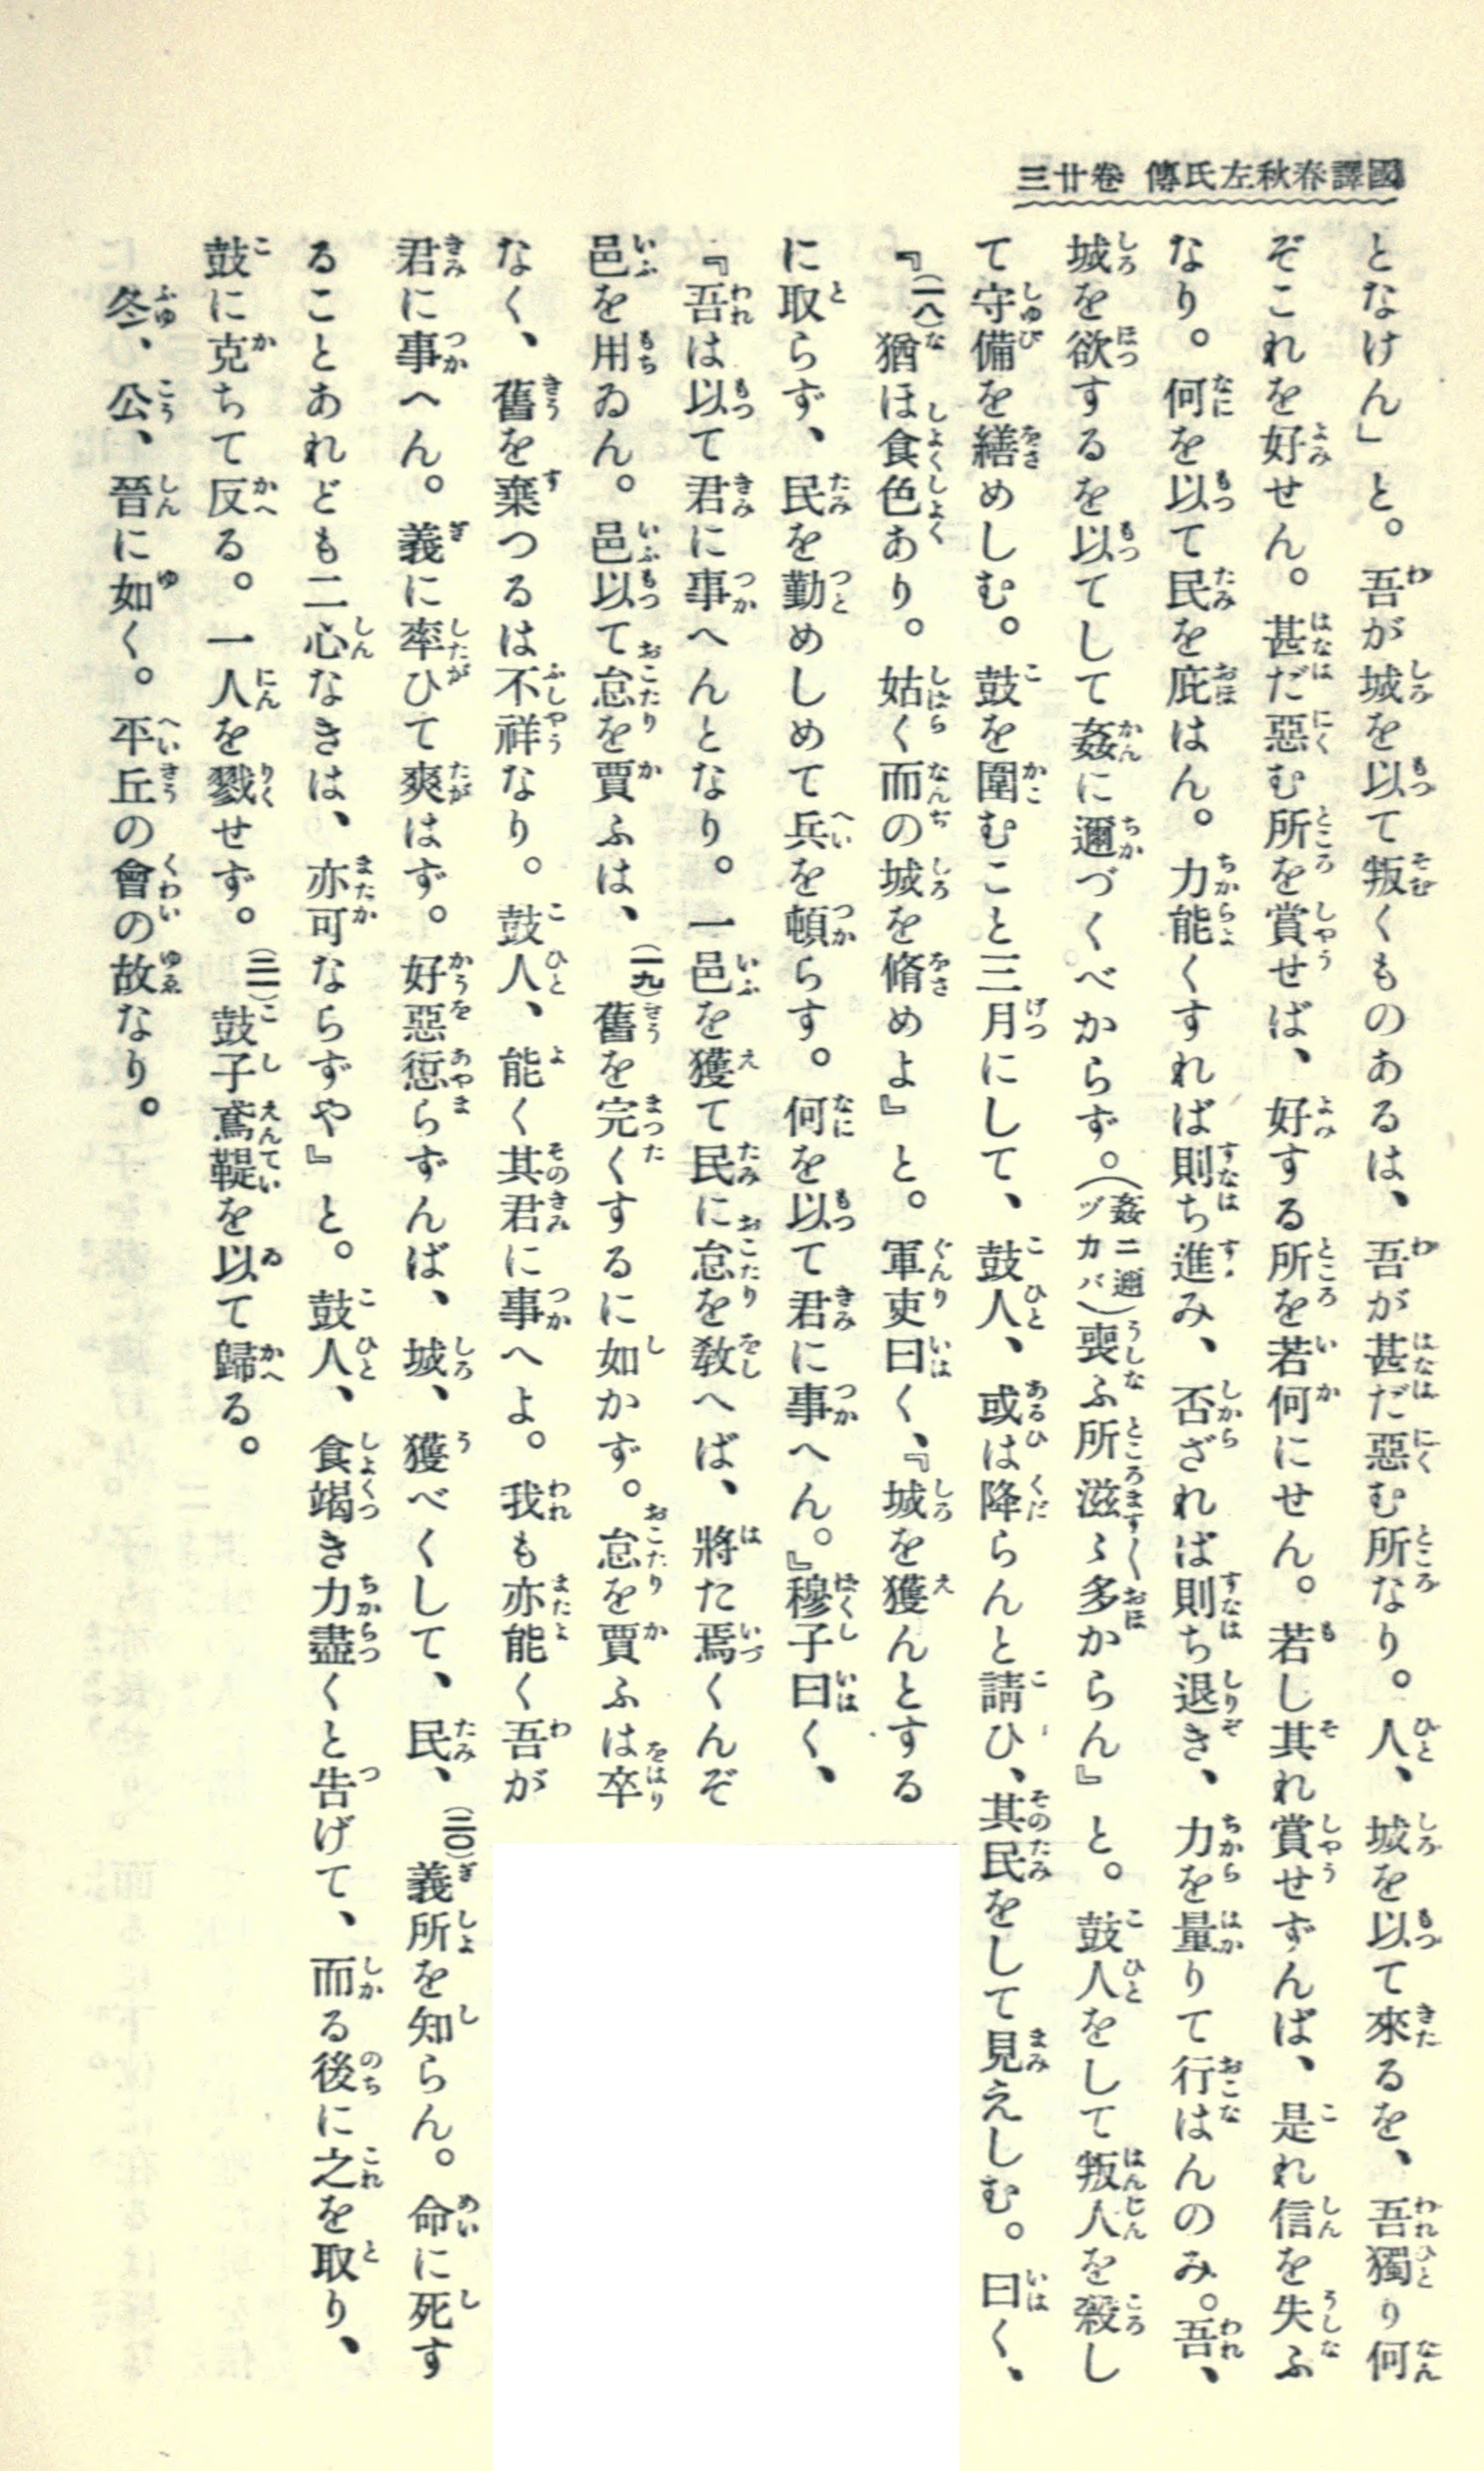 國譯春秋左氏傳 卷廿三
となけん」と。吾が城を以て叛くものあるは、吾が甚だ惡む所なり。人、城を以て來るを、吾獨り何
ぞこれを好せん。甚だ惡む所を賞せば、好する所を若何にせん。若し其れ賞せずんば、是れ信を失ふ
なり。何を以て民を庇はん。力能くすれば則ち進み、否ざれば則ち退き、力を量りて行はんのみ。吾、
城を欲するを以てして姦に邇づくべからず。(姦ニ邇ヅカバ)喪ふ所滋〻多からん』と。鼓人をして叛人を殺し
て守備を繕めしむ。鼓を圍むこと三月にして、鼓人、或は降らんと請ひ、其民をして見えしむ。曰く、
『(一八)猶ほ食色あり。姑く而の城を脩めよ』と。軍吏曰く、『城を獲んとする
に取らず、民を勤めしめて兵を頓らす。何を以て君に事へん。』穆子曰く、
『吾は以て君に事へんとなり。一邑を獲て民に怠を敎へば、將た焉くんぞ
邑を用ゐん。邑以て怠を賈ふは、(一九)舊を完くするに如かず。怠を賈ふは卒
なく、舊を棄つるは不祥なり。鼓人、能く其君に事へよ。我も亦能く吾が
君に事へん。義に率ひて爽はず。好惡愆らずんば、城、獲べくして、民、(二〇)義所を知らん。命に死す
ることあれども二心なきは、亦可ならずや』と。鼓人、食竭き力盡くと告げて、而る後に之を取り、
鼓に克ちて反る。一人を戮せず。(二一)鼓子鳶鞮を以て歸る。
冬、公、晉に如く。平丘の會の故なり。